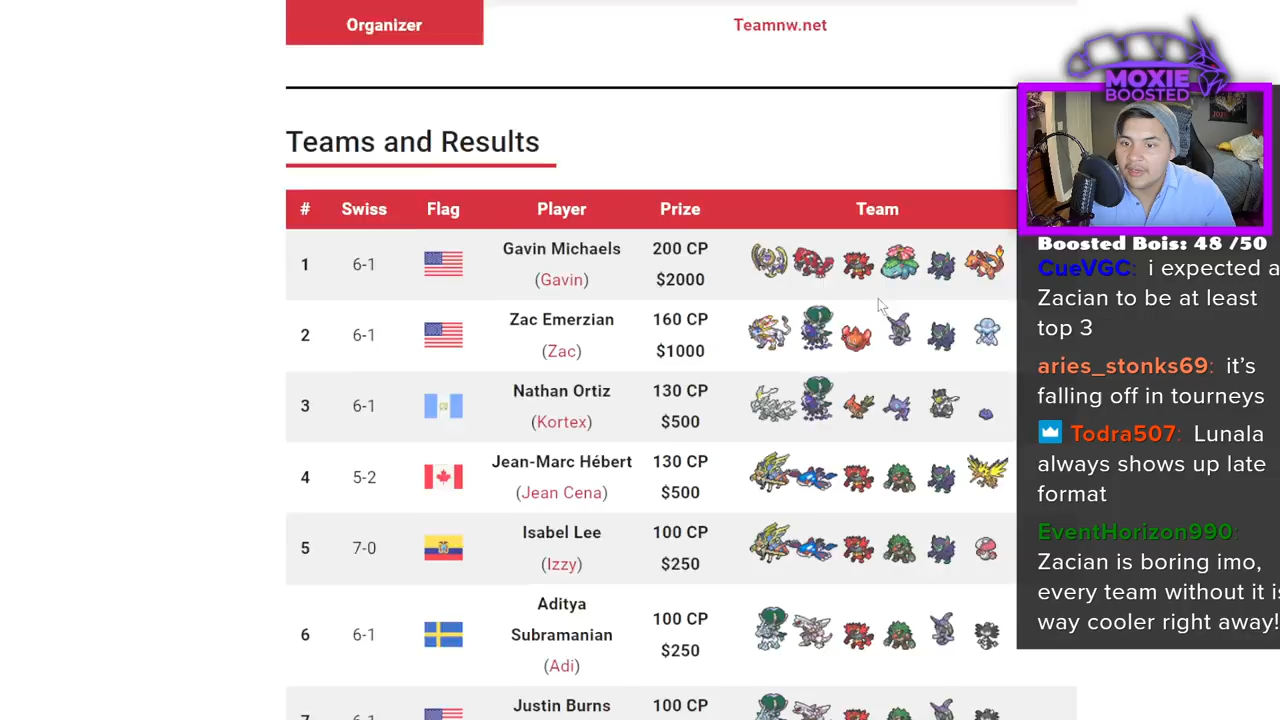 Organizer
Teamnw.net
MOXIE
BOOSTED
Teams and Results
# Swiss Flag Player Prize Team
1 6-1 Gavin Michaels (Gavin) 200 CP $2000
2 6-1 Zac Emerzian (Zac) 160 CP $1000
3 6-1 Nathan Ortiz (Kortex) 130 CP $500
4 5-2 Jean-Marc Hébert (Jean Cena) 130 CP $500
5 7-0 Isabel Lee (Izzy) 100 CP $250
6 6-1 Aditya Subramanian (Adi) 100 CP $250
Justin Burns 100 CP
Boosted Bois: 48 /50
CueVGC: i expected a
Zacian to be at least
top 3
aries_stonks69: it's
falling off in tourneys
Todra507: Lunala
always shows up late
format
EventHorizon990:
Zacian is boring imo,
every team without it is
way cooler right away!